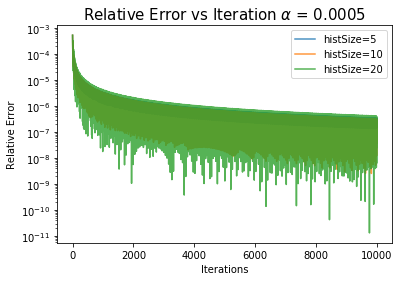 Relative Error vs Iteration α = 0.0005
histSize=5
histSize=10
histSize=20
Relative Error
10⁻³
10⁻⁴
10⁻⁵
10⁻⁶
10⁻⁷
10⁻⁸
10⁻⁹
10⁻¹⁰
10⁻¹¹
0 2000 4000 6000 8000 10000
Iterations